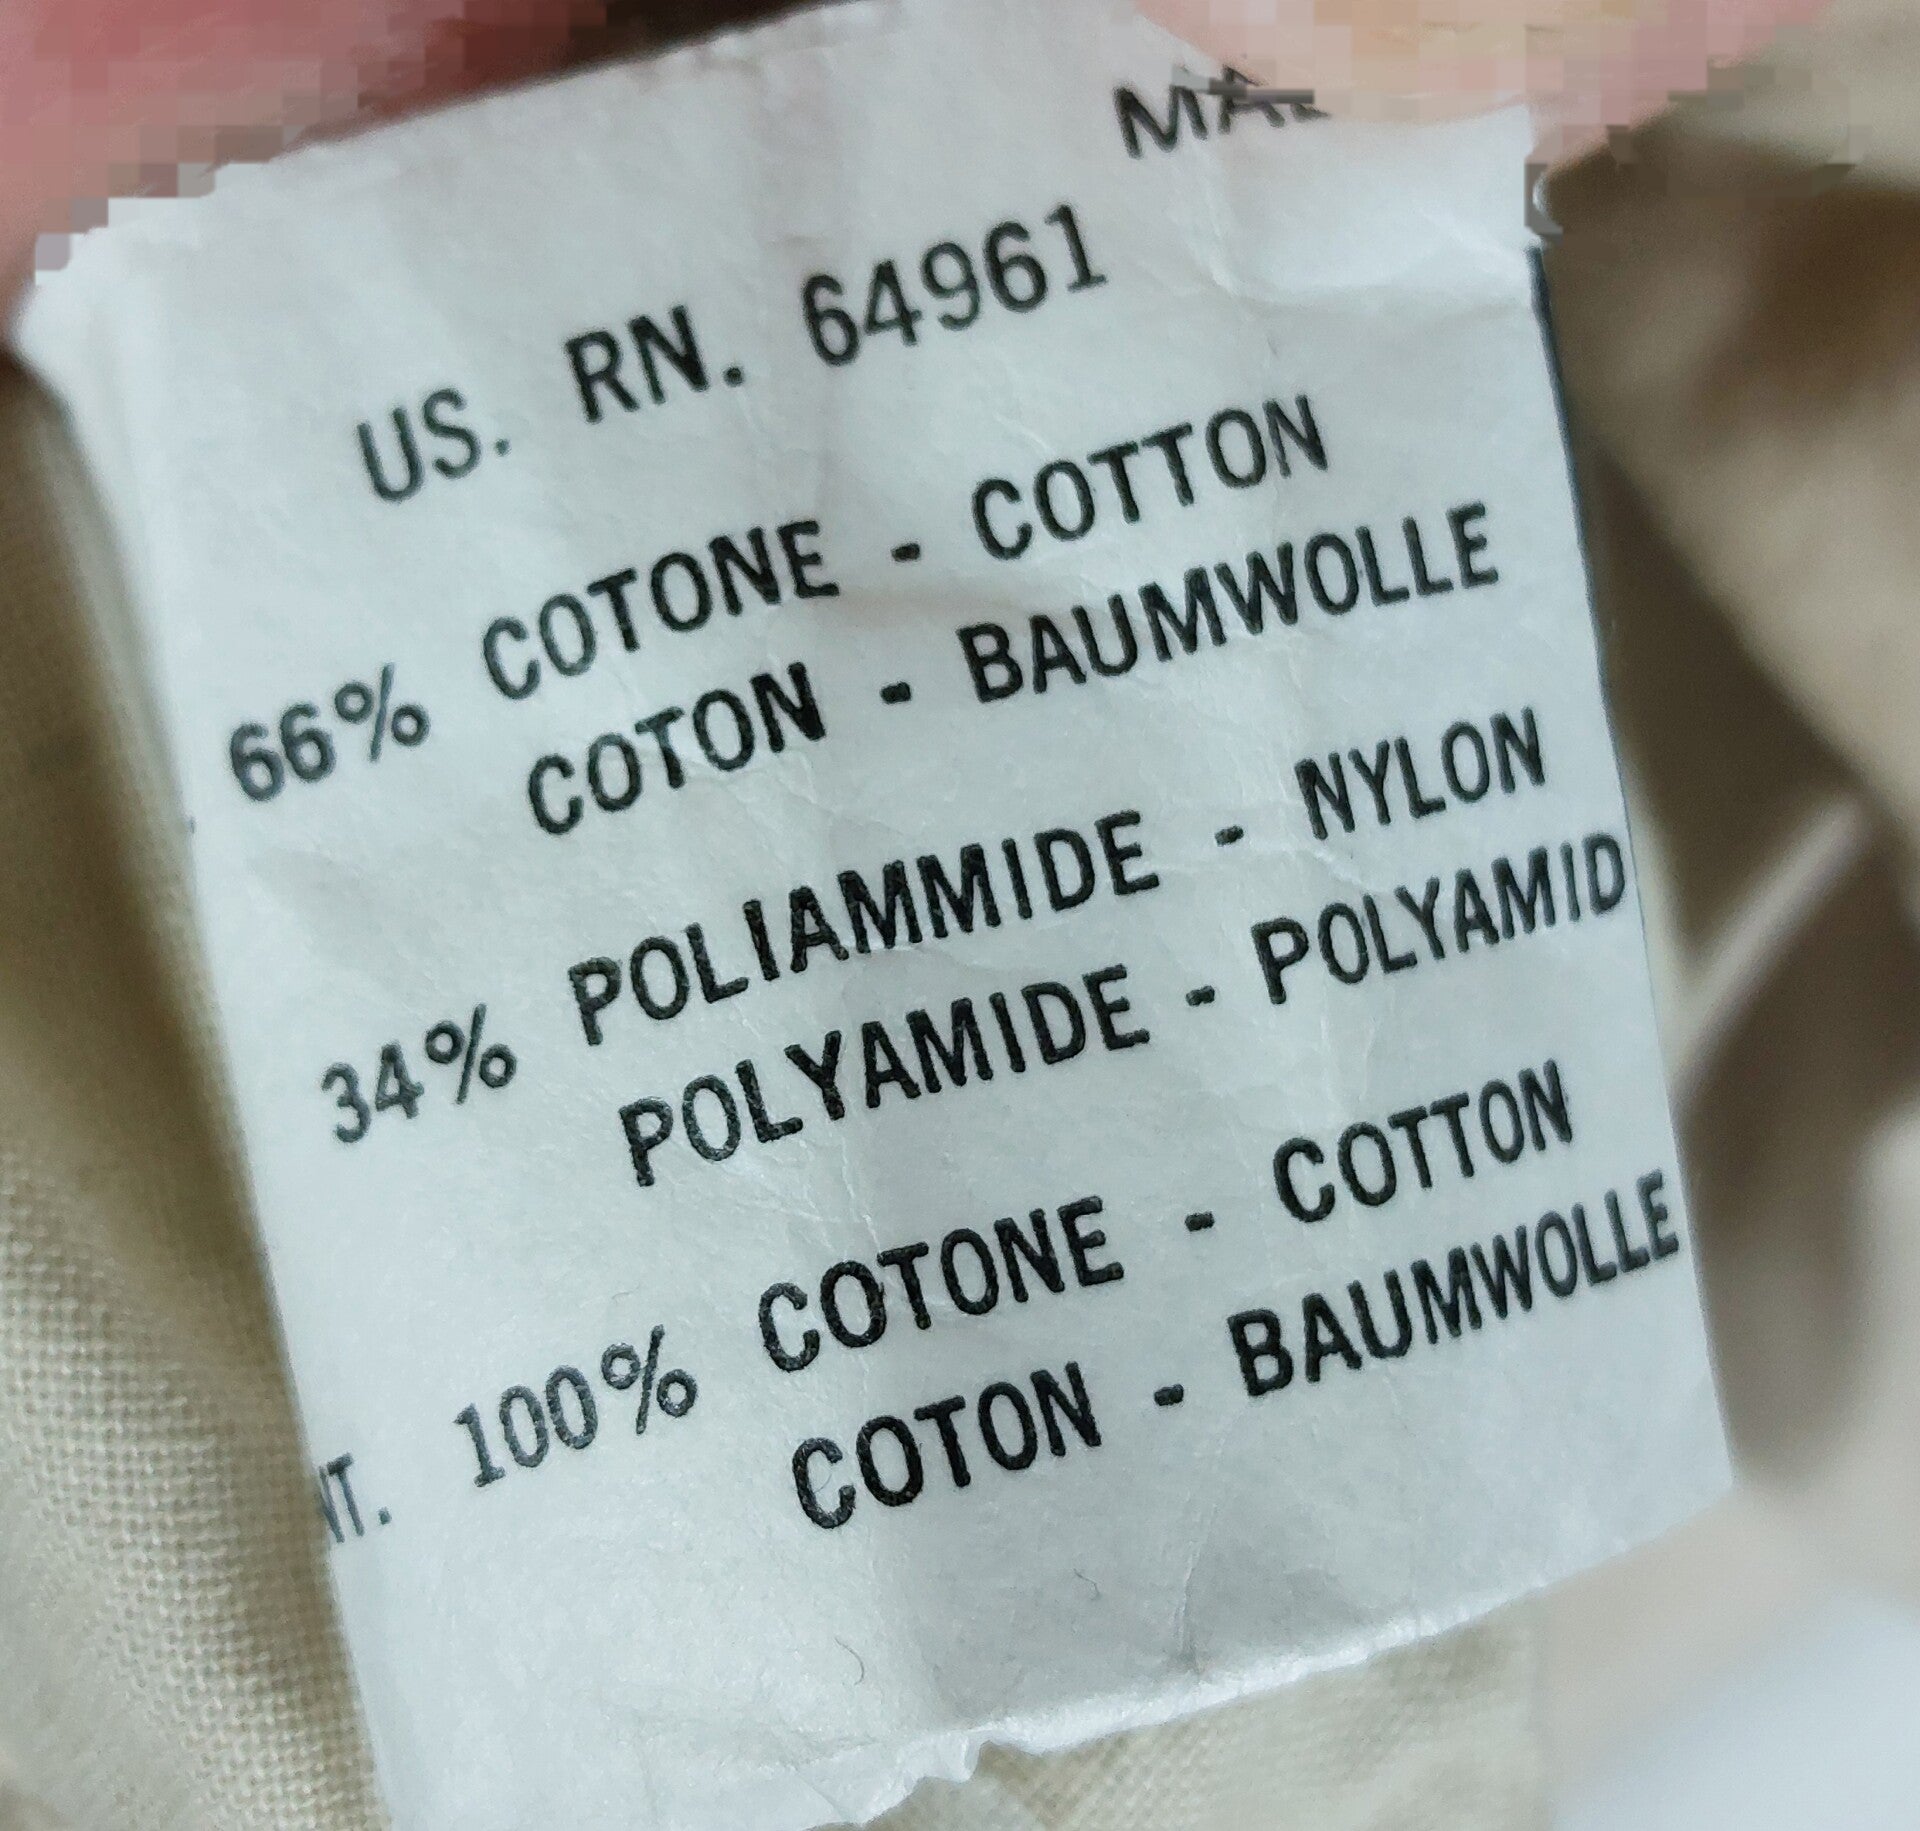 US. RN. 64961
66% COTONE - COTTON
COTON - BAUMWOLLE
34% POLIAMMIDE - NYLON
POLYAMIDE - POLYAMID
100% COTONE - COTTON
COTON - BAUMWOLLE